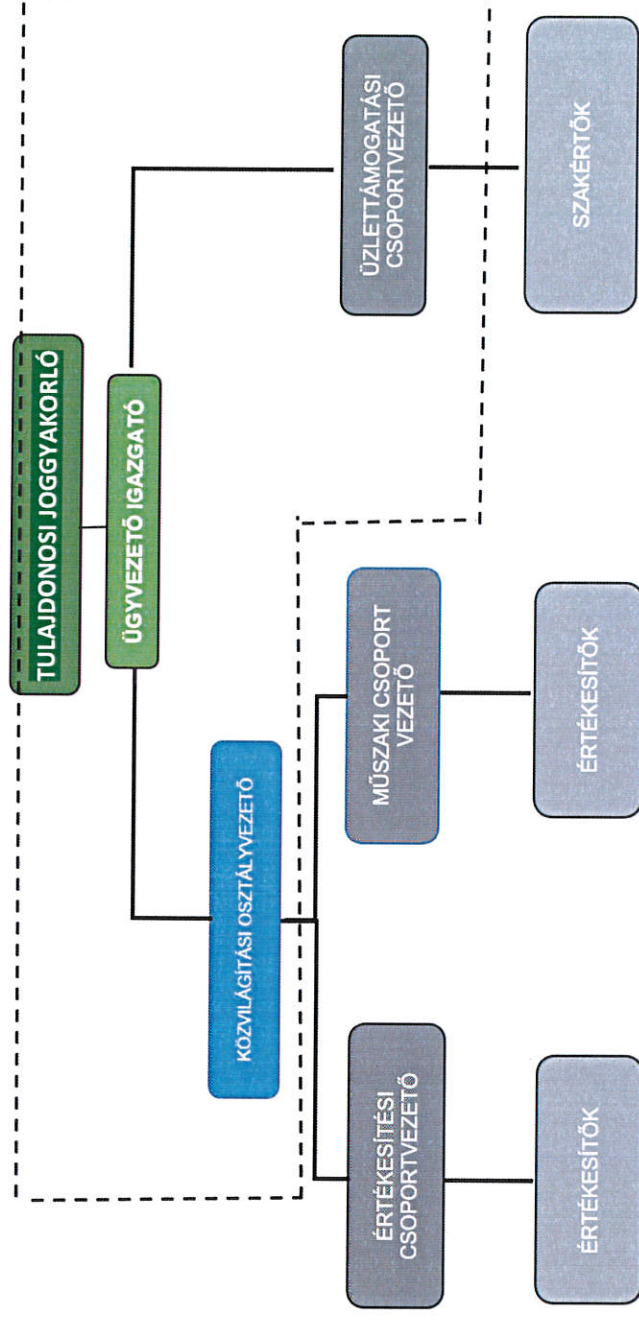 TULAJDONOSI JOGGYAKORLÓ
ÜGYVEZETŐ IGAZGATÓ
KÖZVILÁGÍTÁSI OSZTÁLYVEZETŐ
ÉRTÉKESÍTÉSI
CSOPORTVEZETŐ
MŰSZAKI CSOPORT
VEZETŐ
ÜZLETTÁMOGATÁSI
CSOPORTVEZETŐ
ÉRTÉKESÍTŐK
ÉRTÉKESÍTŐK
SZAKÉRTŐK